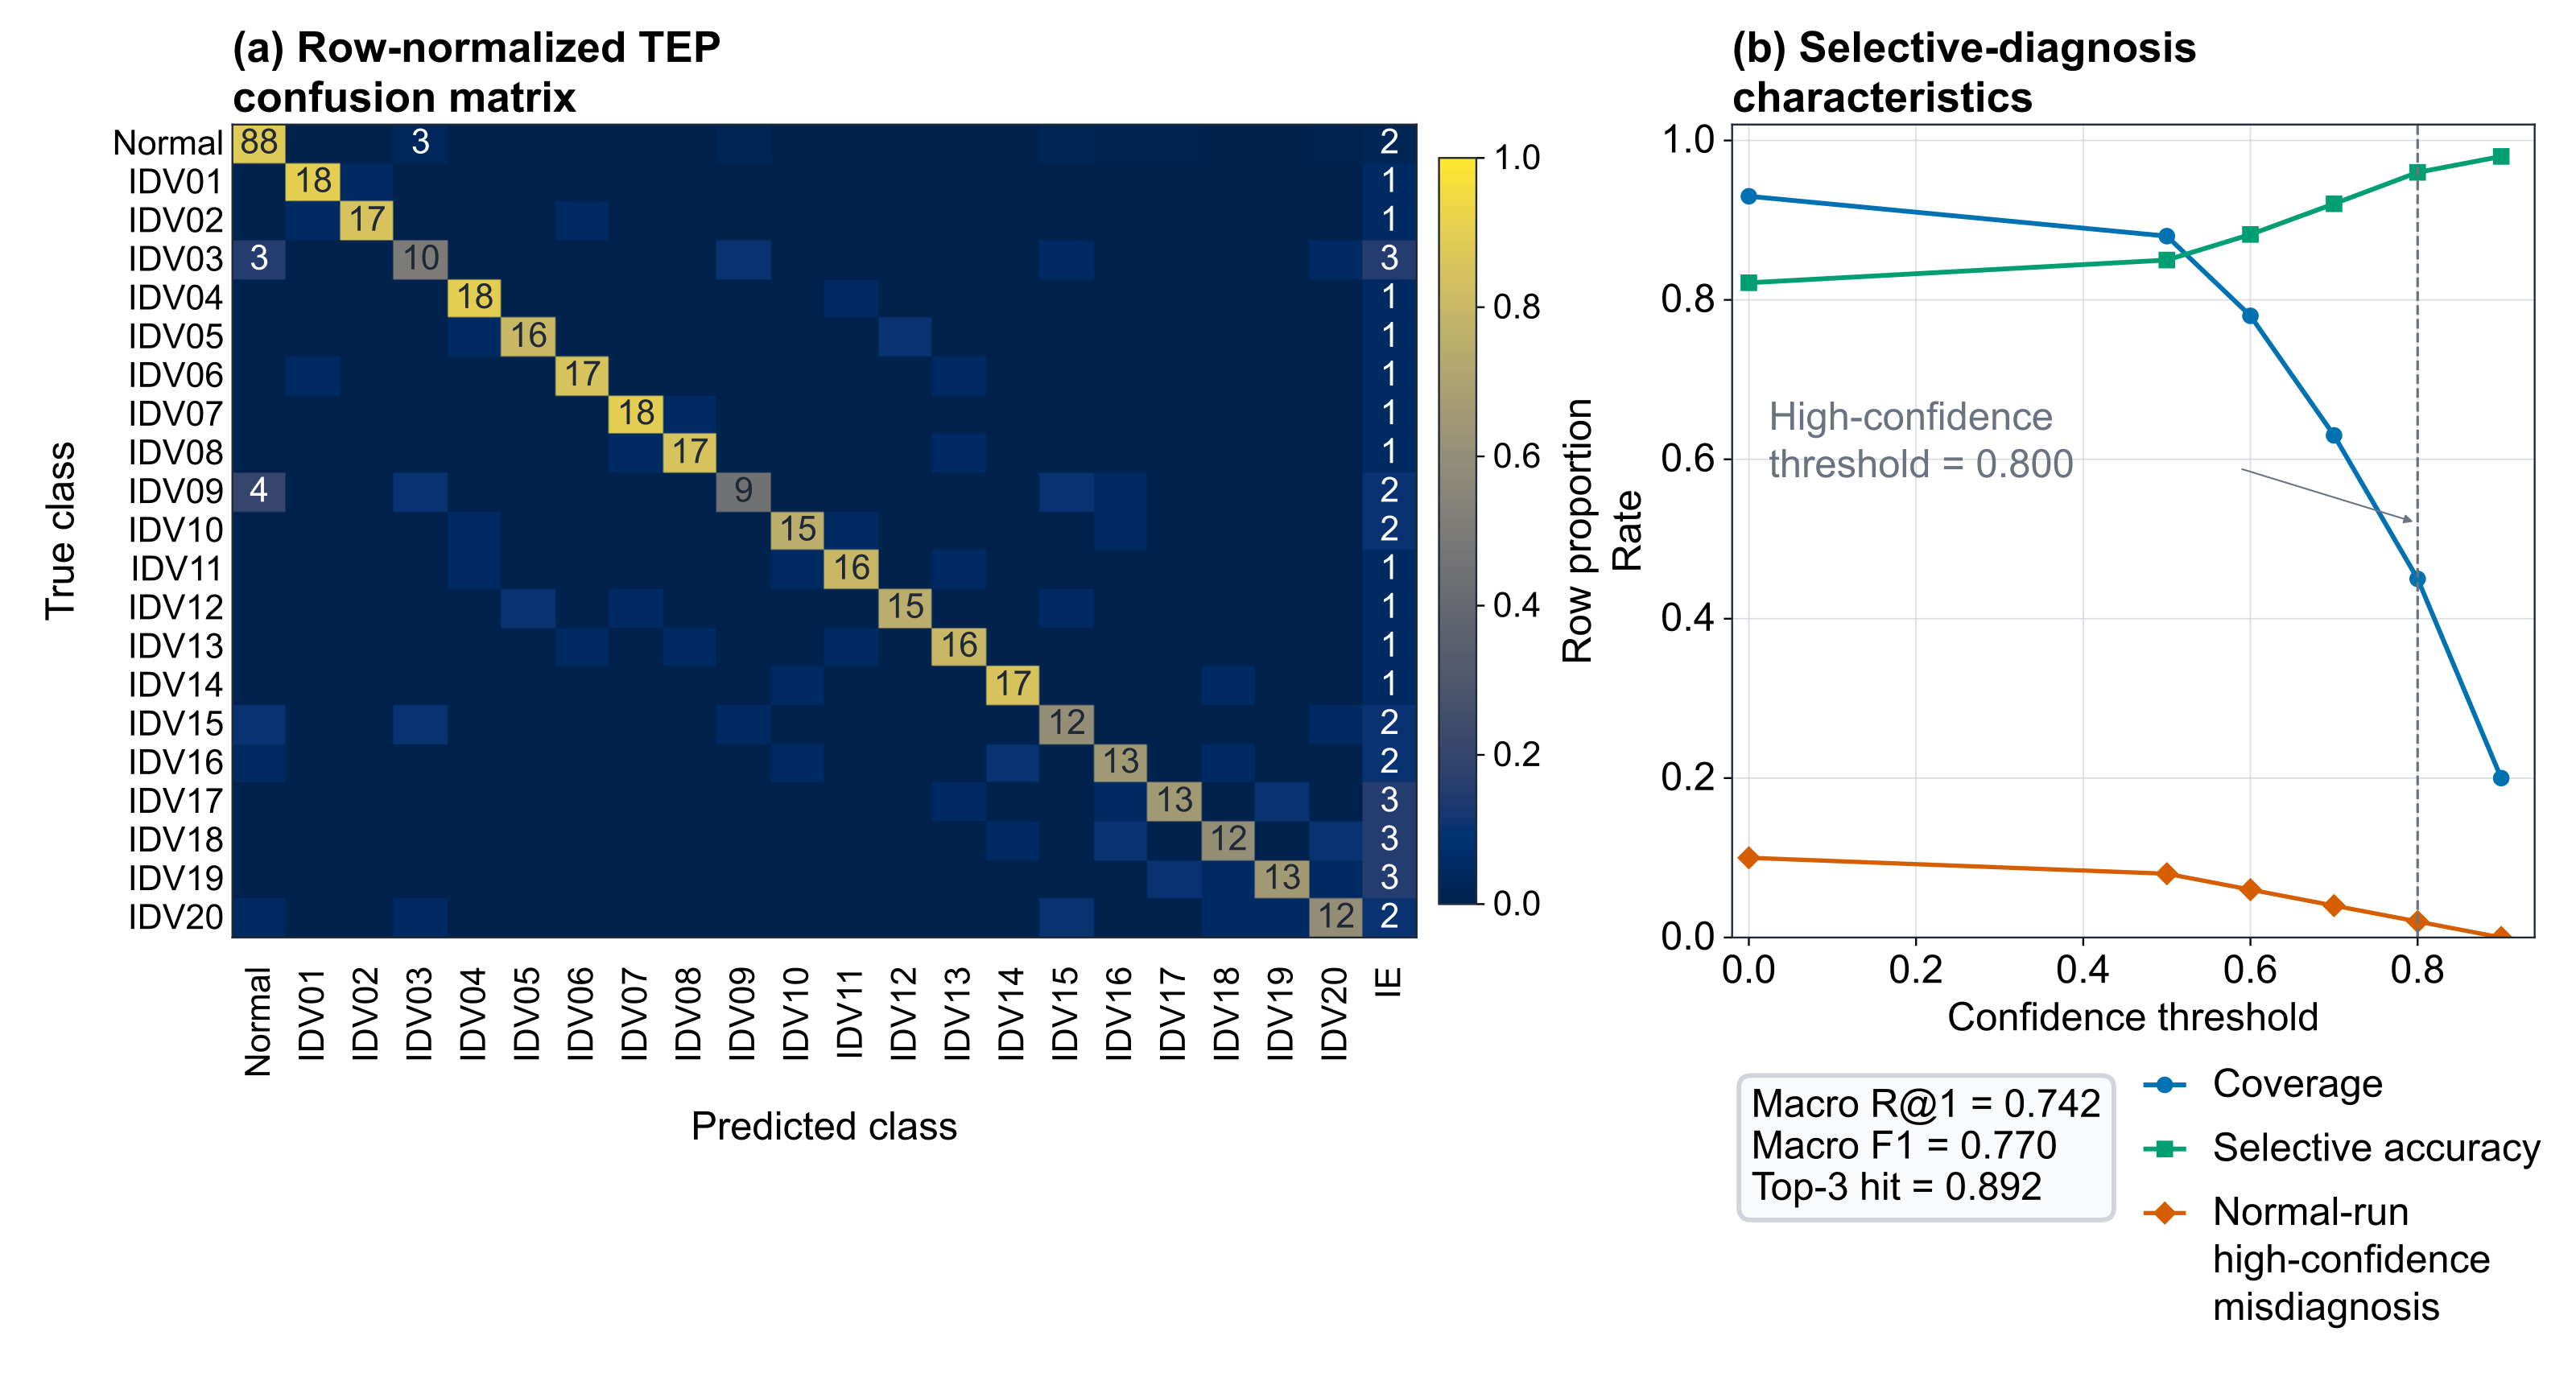 (a) Row-normalized TEP
confusion matrix
True class
Normal 88 3 2
IDV01 18 1
IDV02 17 1
IDV03 3 10 3
IDV04 18 1
IDV05 16 1
IDV06 17 1
IDV07 18 1
IDV08 17 1
IDV09 4 9 2
IDV10 15 2
IDV11 16 1
IDV12 15 1
IDV13 16 1
IDV14 17 1
IDV15 12 2
IDV16 13 2
IDV17 13 3
IDV18 12 3
IDV19 13 3
IDV20 12 2
Normal IDV01 IDV02 IDV03 IDV04 IDV05 IDV06 IDV07 IDV08 IDV09 IDV10 IDV11 IDV12 IDV13 IDV14 IDV15 IDV16 IDV17 IDV18 IDV19 IDV20 IE
Predicted class
1.0
0.8
0.6
0.4
0.2
0.0
Row proportion
(b) Selective-diagnosis
characteristics
Rate
1.0
0.8
0.6
0.4
0.2
0.0
High-confidence
threshold = 0.800
0.0 0.2 0.4 0.6 0.8
Confidence threshold
Macro R@1 = 0.742
Macro F1 = 0.770
Top-3 hit = 0.892
Coverage
Selective accuracy
Normal-run
high-confidence
misdiagnosis